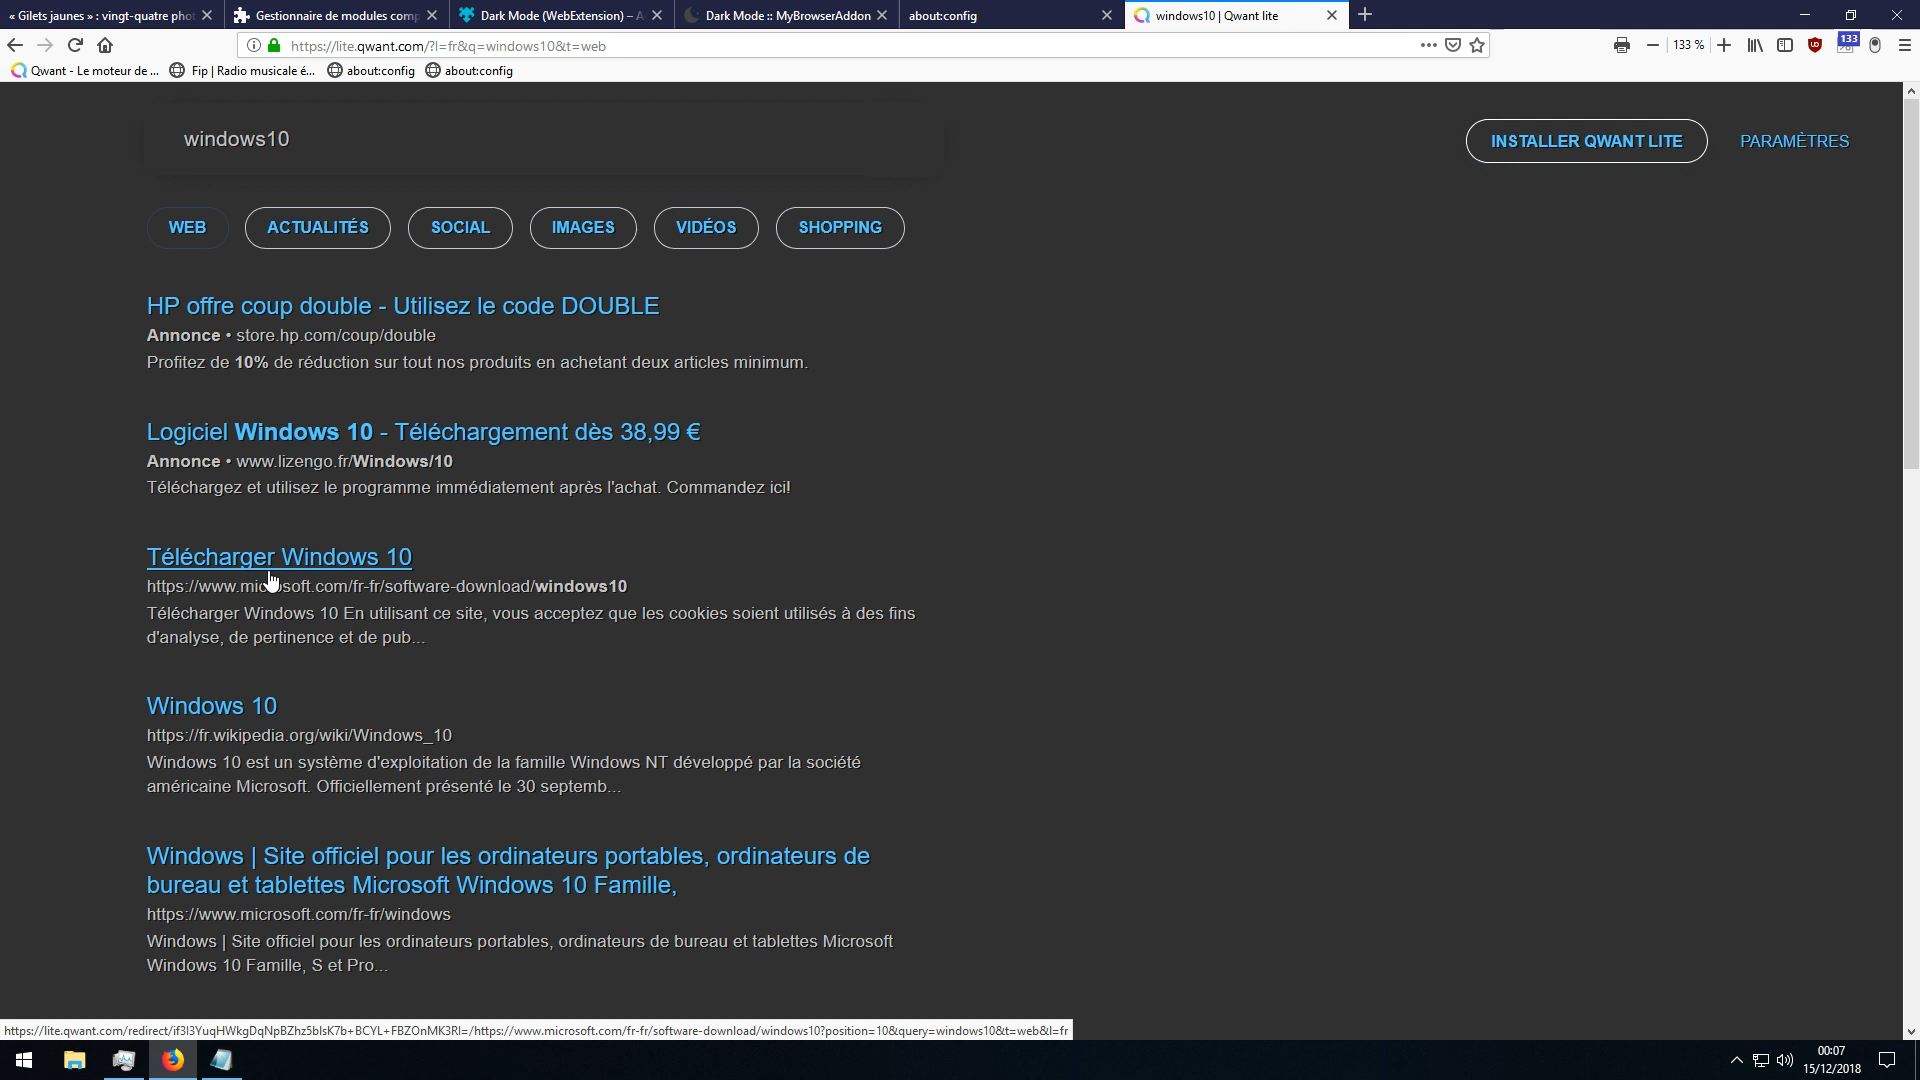 « Gilets jaunes » : vingt-quatre phot
Gestionnaire de modules comp
Dark Mode (WebExtension) – A
Dark Mode :: MyBrowserAddon
about:config
windows10 | Qwant lite
https://lite.qwant.com/?l=fr&q=windows10&t=web
133 %
133
Qwant - Le moteur de ...
Fip | Radio musicale é...
about:config
about:config
windows10
INSTALLER QWANT LITE
PARAMÈTRES
WEB
ACTUALITÉS
SOCIAL
IMAGES
VIDÉOS
SHOPPING
HP offre coup double - Utilisez le code DOUBLE
Annonce • store.hp.com/coup/double
Profitez de 10% de réduction sur tout nos produits en achetant deux articles minimum.
Logiciel Windows 10 - Téléchargement dès 38,99 €
Annonce • www.lizengo.fr/Windows/10
Téléchargez et utilisez le programme immédiatement après l'achat. Commandez ici!
Télécharger Windows 10
https://www.microsoft.com/fr-fr/software-download/windows10
Télécharger Windows 10 En utilisant ce site, vous acceptez que les cookies soient utilisés à des fins
d'analyse, de pertinence et de pub...
Windows 10
https://fr.wikipedia.org/wiki/Windows_10
Windows 10 est un système d'exploitation de la famille Windows NT développé par la société
américaine Microsoft. Officiellement présenté le 30 septemb...
Windows | Site officiel pour les ordinateurs portables, ordinateurs de
bureau et tablettes Microsoft Windows 10 Famille,
https://www.microsoft.com/fr-fr/windows
Windows | Site officiel pour les ordinateurs portables, ordinateurs de bureau et tablettes Microsoft
Windows 10 Famille, S et Pro...
https://lite.qwant.com/redirect/if3I3YuqHWkgDqNpBZhz5blsK7b+BCYL+FBZOnMK3RI=/https://www.microsoft.com/fr-fr/software-download/windows10?position=10&query=windows10&t=web&l=fr
00:07
15/12/2018